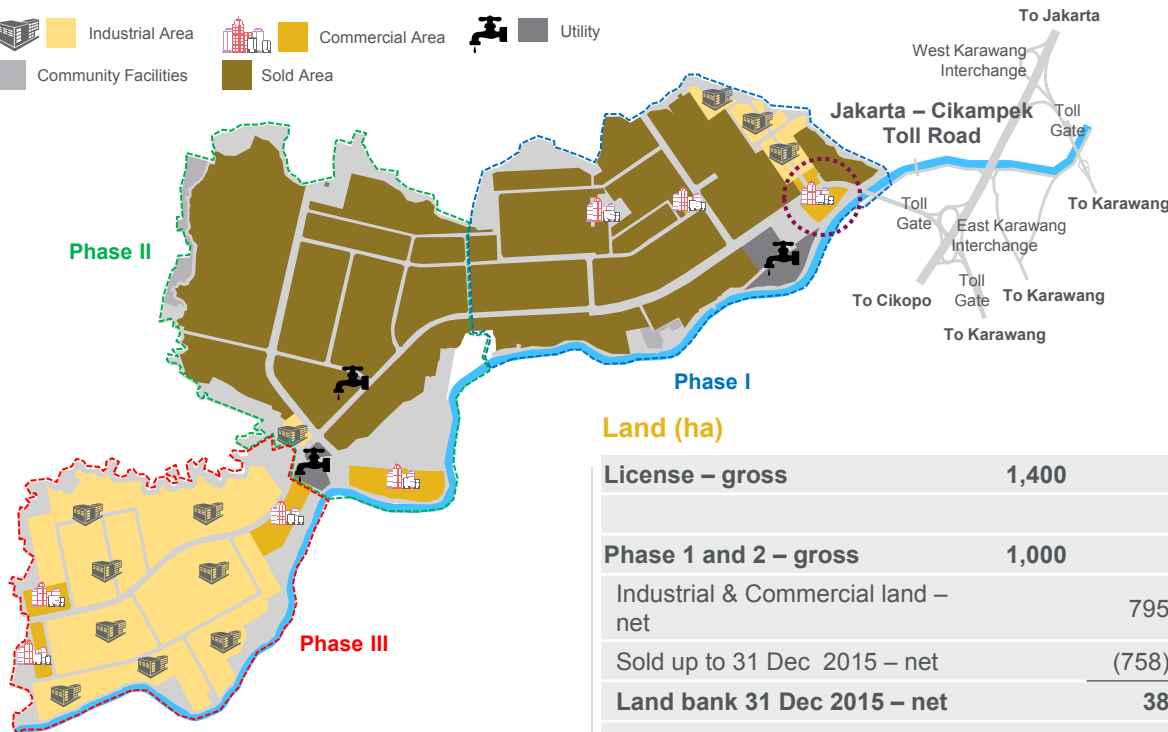 Industrial Area
Commercial Area
Utility
Community Facilities
Sold Area
To Jakarta
West Karawang
Interchange
Jakarta – Cikampek
Toll Road
Toll
Gate
To Karawang
Toll
Gate
East Karawang
Interchange
To Cikopo
Toll
Gate
To Karawang
To Karawang
Phase II
Phase I
Phase III
Land (ha)
License – gross 1,400
Phase 1 and 2 – gross 1,000
Industrial & Commercial land –
net 795
Sold up to 31 Dec 2015 – net (758)
Land bank 31 Dec 2015 – net 38